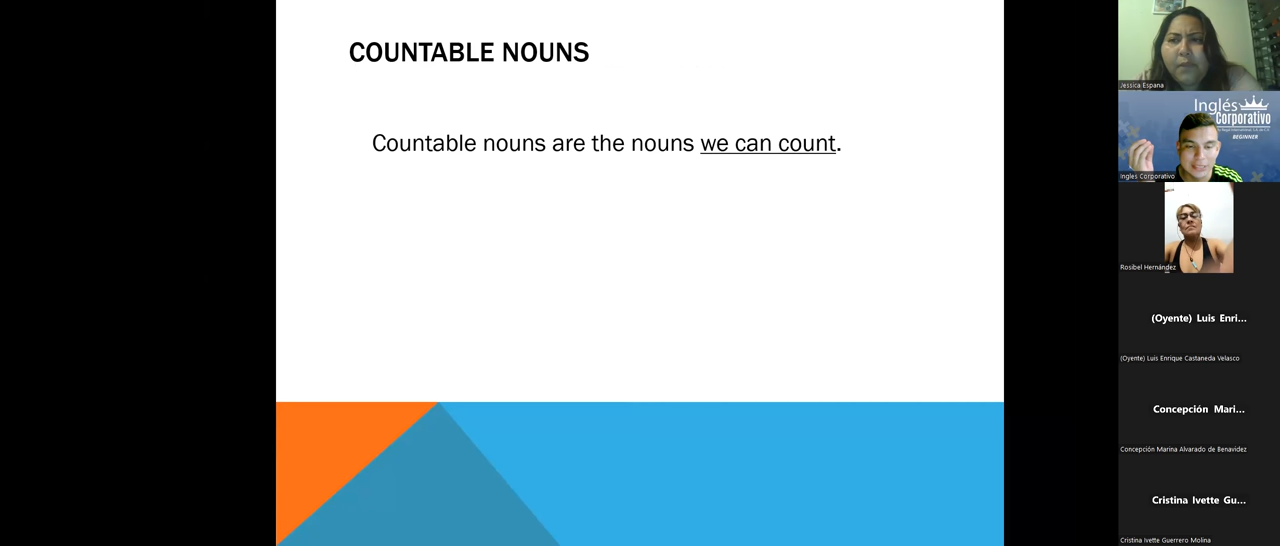 COUNTABLE NOUNS
Countable nouns are the nouns we can count.
Jessica Espana
Inglés
Corporativo
BEGINNER
Ingles Corporativo
Rosibel Hernández
(Oyente) Luis Enri...
(Oyente) Luis Enrique Castaneda Velasco
Concepción Mari...
Concepción Marina Alvarado de Benavidez
Cristina Ivette Gu...
Cristina Ivette Guerrero Molina